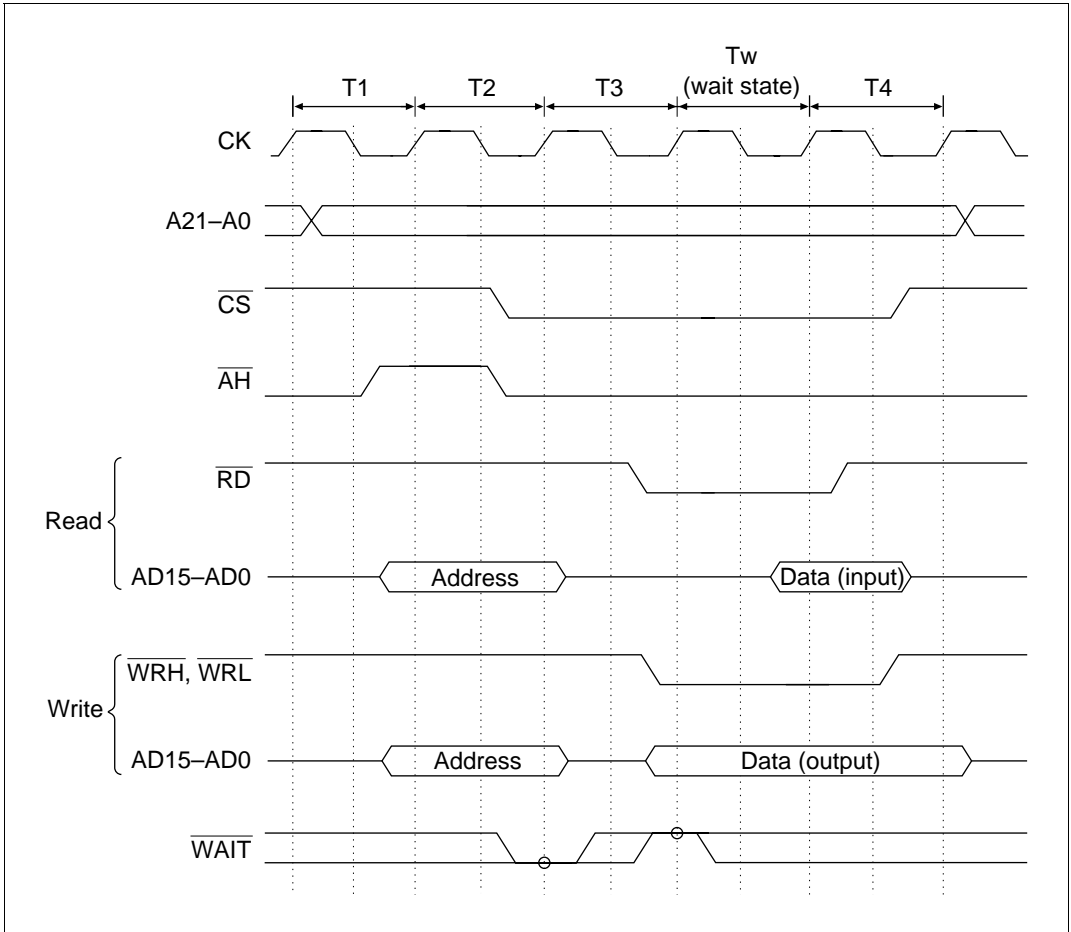 Tw
T1 T2 T3 (wait state) T4
CK
A21–A0
CS
AH
RD
Read
AD15–AD0 Address Data (input)
WRH, WRL
Write
AD15–AD0 Address Data (output)
WAIT